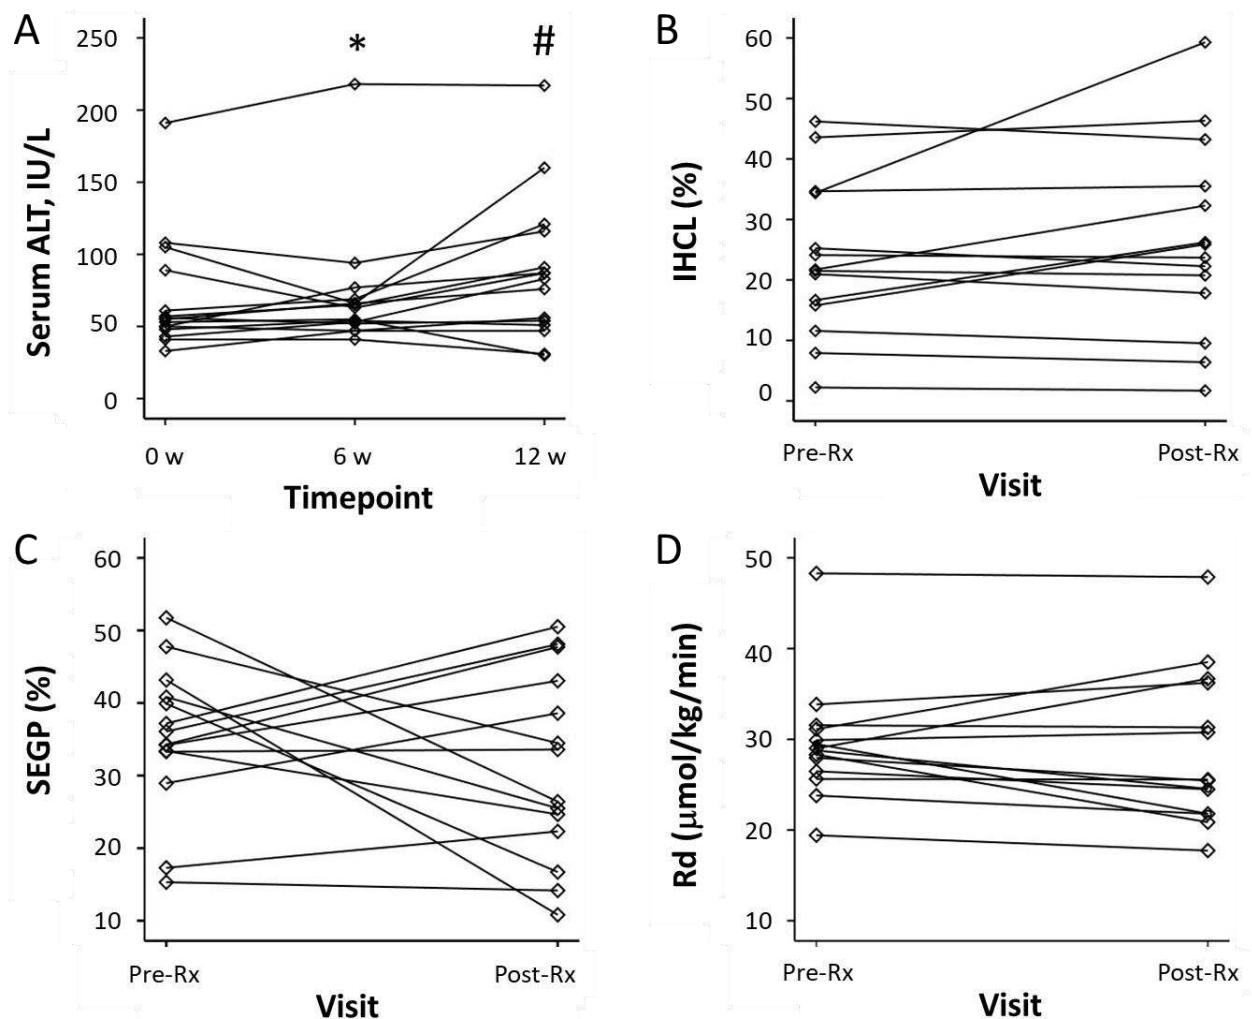 A
Serum ALT, IU/L
250
200
150
100
50
0
*
#
0 w
6 w
12 w
Timepoint
B
IHCL (%)
60
50
40
30
20
10
0
Pre-Rx
Post-Rx
Visit
C
SEGP (%)
60
50
40
30
20
10
Pre-Rx
Post-Rx
Visit
D
Rd (μmol/kg/min)
50
40
30
20
10
Pre-Rx
Post-Rx
Visit